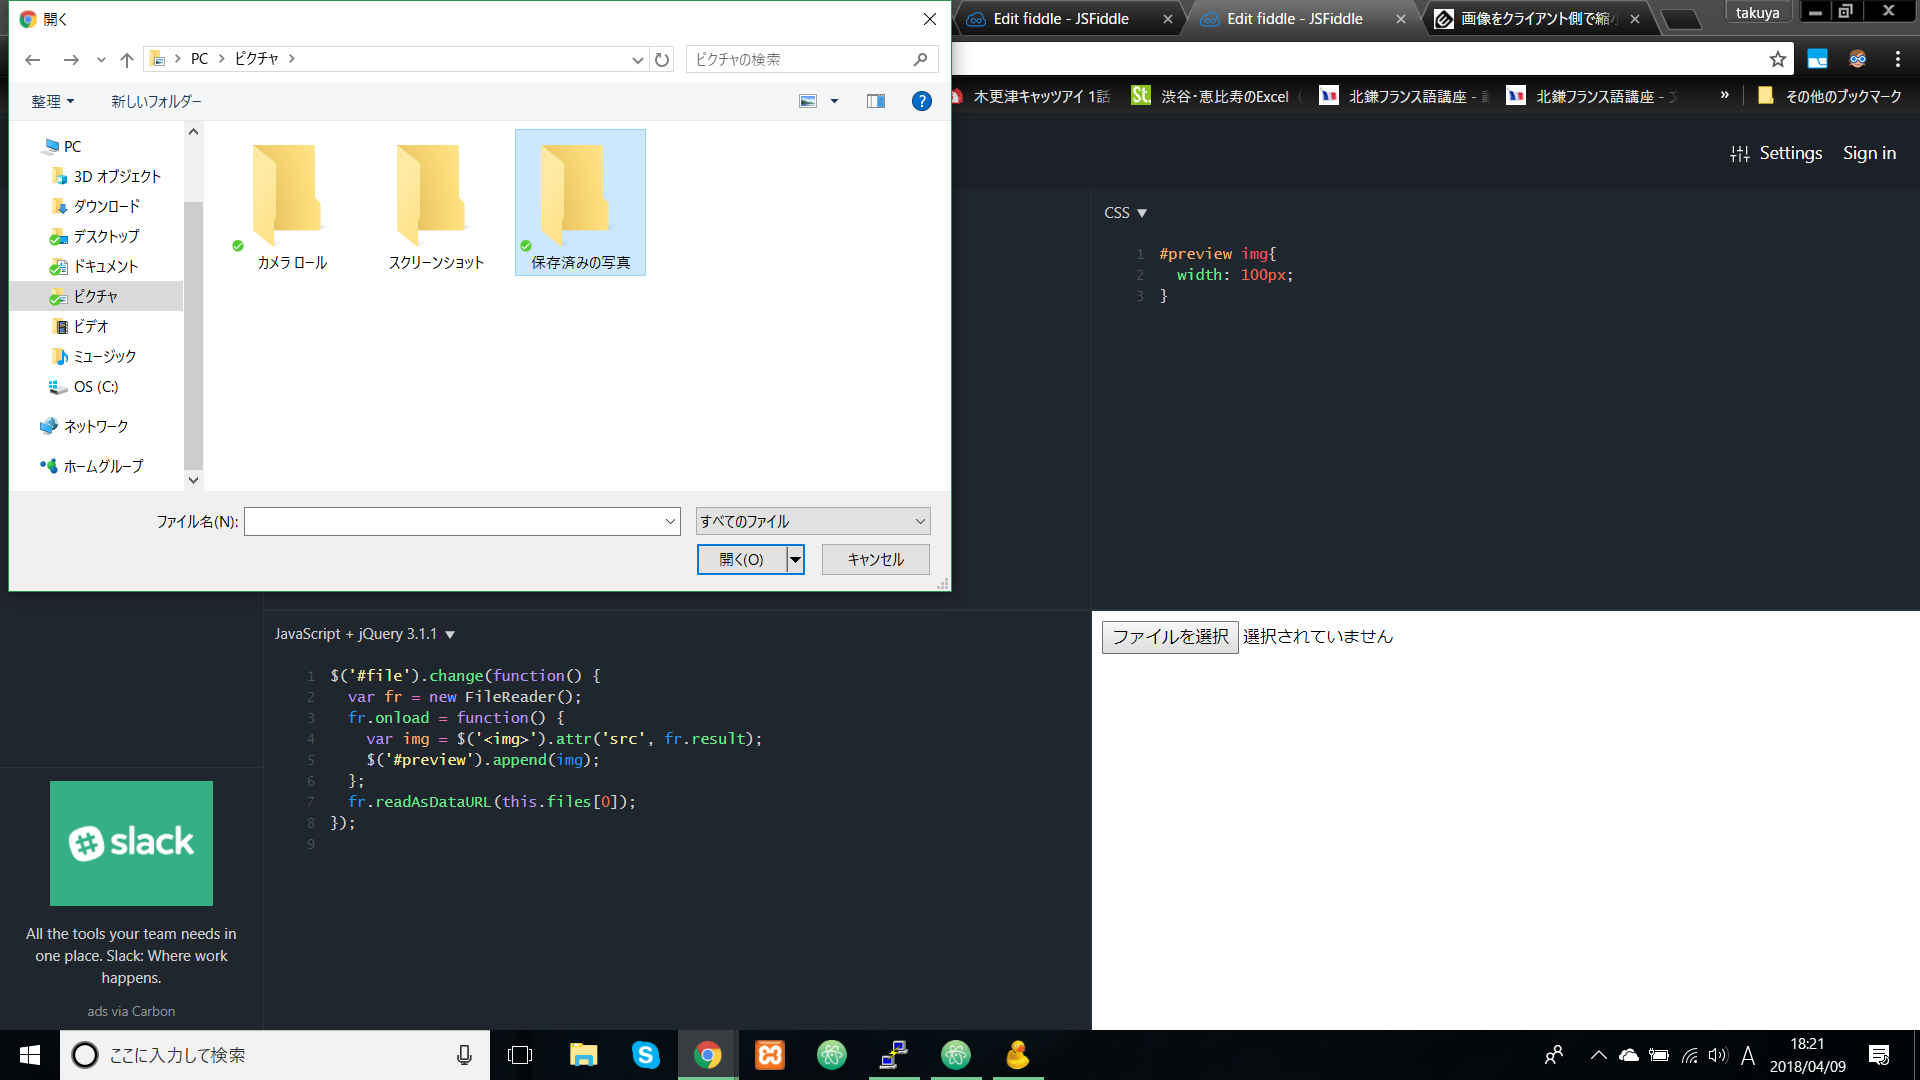 開く
Edit fiddle - JSFiddle
Edit fiddle - JSFiddle
画像をクライアント側で縮
takuya
PC
ピクチャ
ピクチャの検索
整理
新しいフォルダー
木更津キャッツアイ 1話
St.
渋谷・恵比寿のExcel
北鎌フランス語講座 -
北鎌フランス語講座 -
»
その他のブックマーク
Settings
Sign in
PC
3D オブジェクト
ダウンロード
デスクトップ
ドキュメント
ピクチャ
ビデオ
ミュージック
OS (C:)
ネットワーク
ホームグループ
カメラ ロール
スクリーンショット
保存済みの写真
ファイル名(N):
すべてのファイル
開く(O)
キャンセル
CSS ▼
1 #preview img{
2 width: 100px;
3 }
JavaScript + jQuery 3.1.1 ▼
1 $('#file').change(function() {
2 var fr = new FileReader();
3 fr.onload = function() {
4 var img = $('<img>').attr('src', fr.result);
5 $('#preview').append(img);
6 };
7 fr.readAsDataURL(this.files[0]);
8 });
9
ファイルを選択 選択されていません
slack
All the tools your team needs in
one place. Slack: Where work
happens.
ads via Carbon
ここに入力して検索
A
18:21
2018/04/09